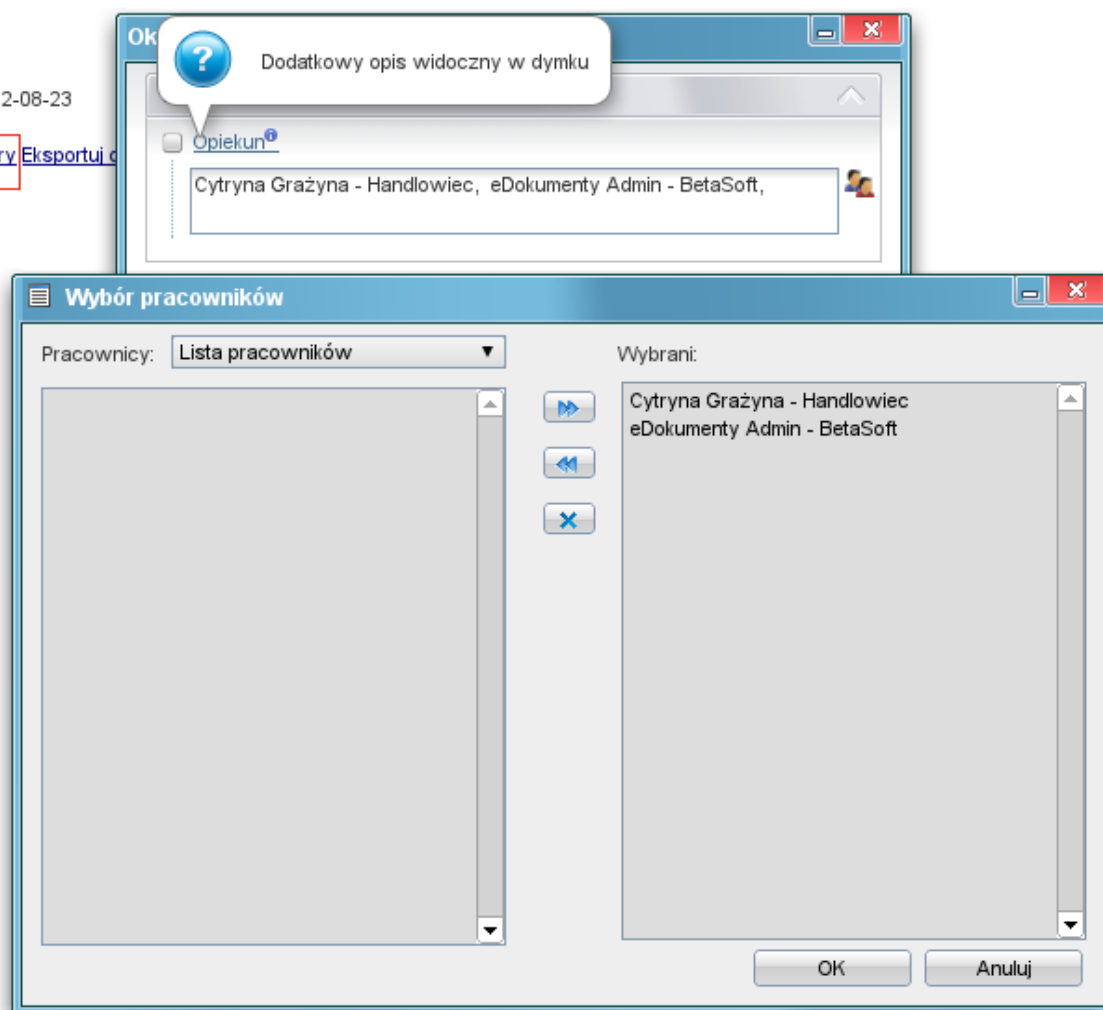 Ok
Dodatkowy opis widoczny w dymku
2-08-23
ry Eksportuj
Opiekun
Cytryna Grażyna - Handlowiec, eDokumenty Admin - BetaSoft,
Wybór pracowników
Pracownicy: Lista pracowników
Wybrani:
Cytryna Grażyna - Handlowiec
eDokumenty Admin - BetaSoft
OK Anuluj